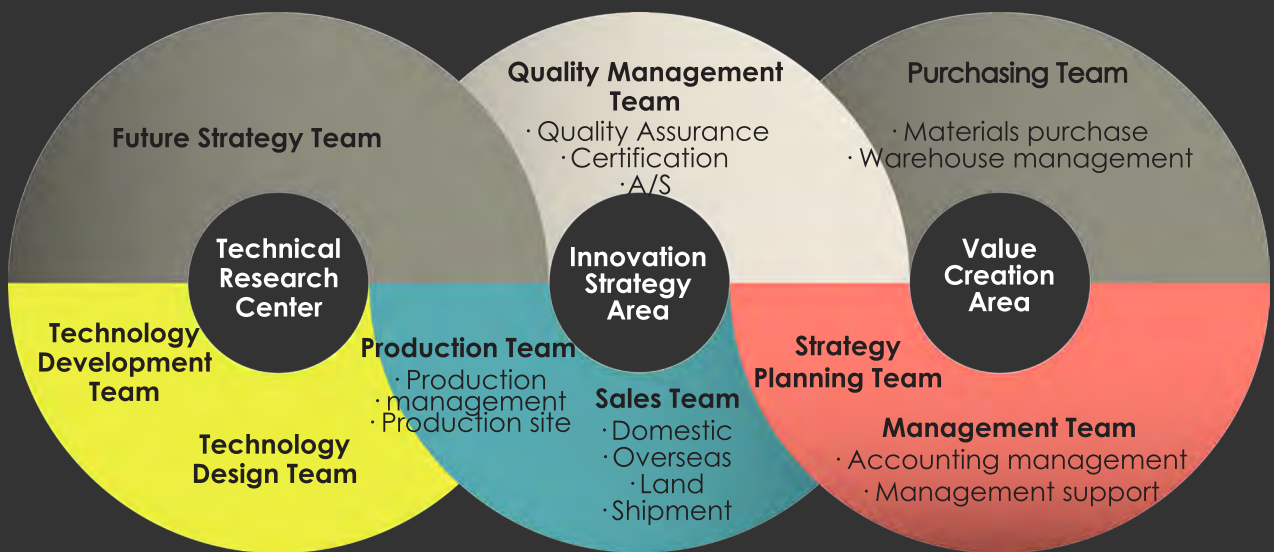 Future Strategy Team
Technical
Research
Center
Technology
Development
Team
Technology
Design Team
Quality Management
Team
· Quality Assurance
· Certification
· A/S
Innovation
Strategy
Area
Production Team
· Production
· management
· Production site
Sales Team
· Domestic
· Overseas
· Land
· Shipment
Purchasing Team
· Materials purchase
· Warehouse management
Value
Creation
Area
Strategy
Planning Team
Management Team
· Accounting management
· Management support